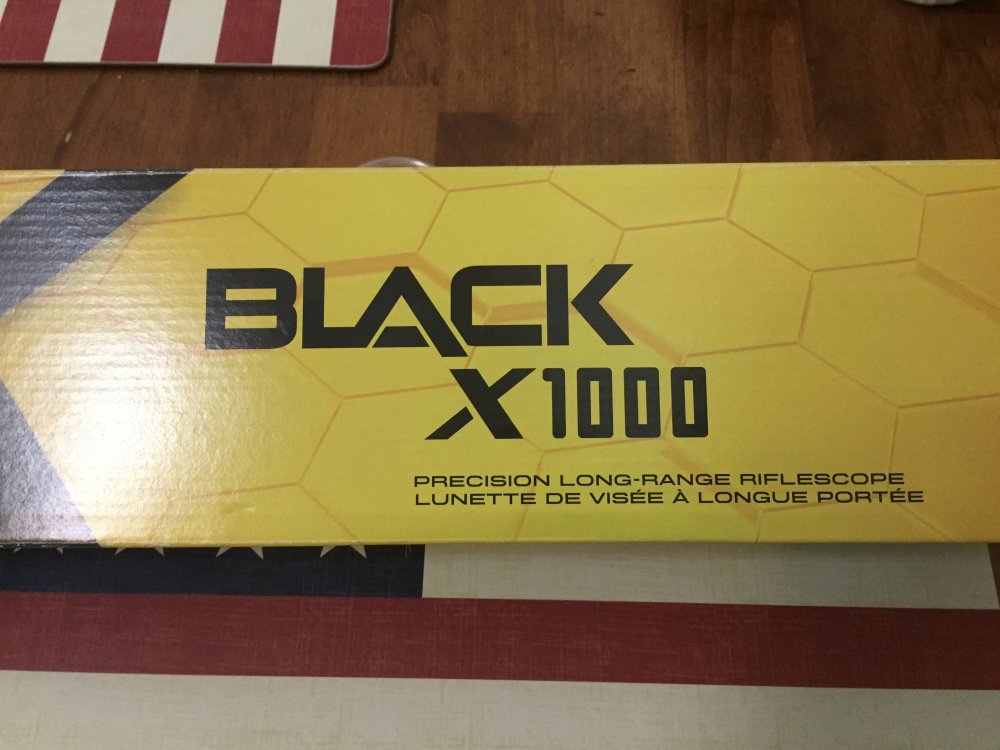 BLACK
X1000
PRECISION LONG-RANGE RIFLESCOPE
LUNETTE DE VISÉE À LONGUE PORTÉE